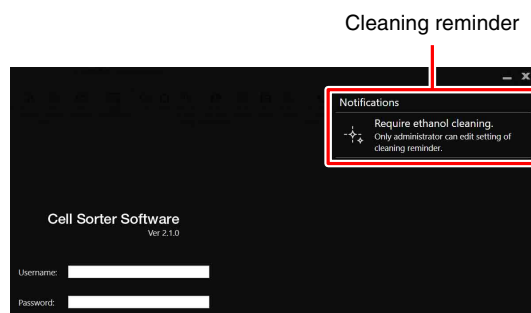 Cleaning reminder
Notifications
Require ethanol cleaning.
Only administrator can edit setting of
cleaning reminder.
Cell Sorter Software
Ver 2.1.0
Username:
Password: